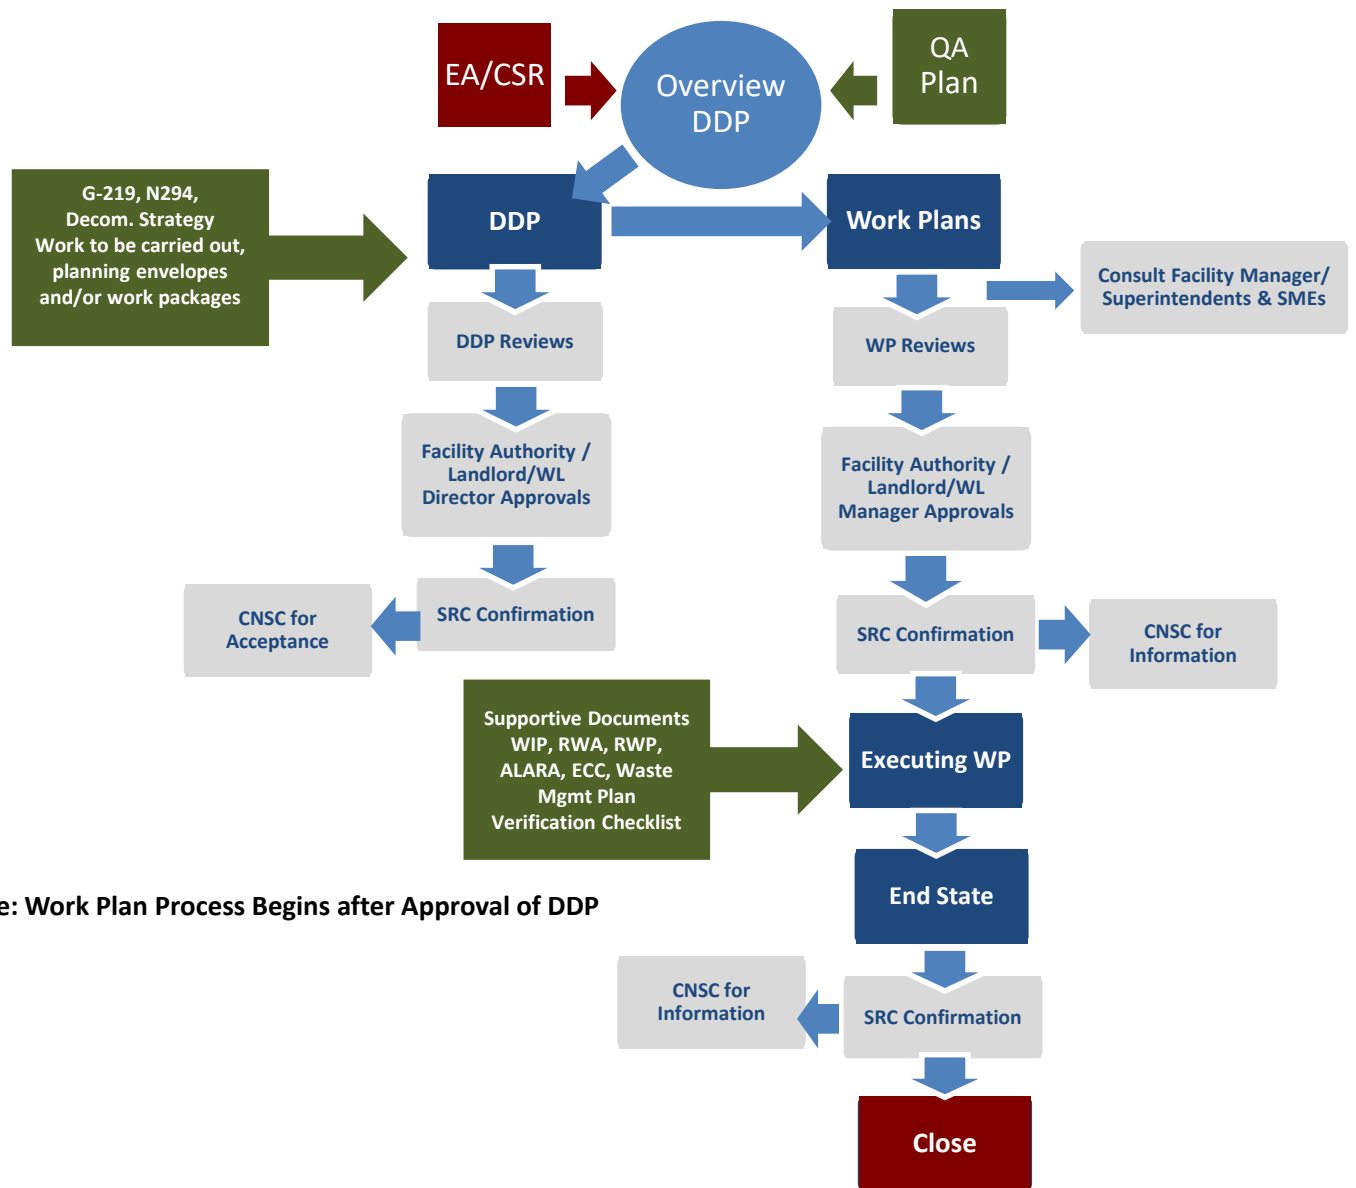 EA/CSR
Overview
DDP
QA
Plan
G-219, N294,
Decom. Strategy
Work to be carried out,
planning envelopes
and/or work packages
DDP
Work Plans
Consult Facility Manager/
Superintendents & SMEs
DDP Reviews
WP Reviews
Facility Authority /
Landlord/WL
Director Approvals
Facility Authority /
Landlord/WL
Manager Approvals
CNSC for
Acceptance
SRC Confirmation
SRC Confirmation
CNSC for
Information
Supportive Documents
WIP, RWA, RWP,
ALARA, ECC, Waste
Mgmt Plan
Verification Checklist
Executing WP
End State
e: Work Plan Process Begins after Approval of DDP
CNSC for
Information
SRC Confirmation
Close